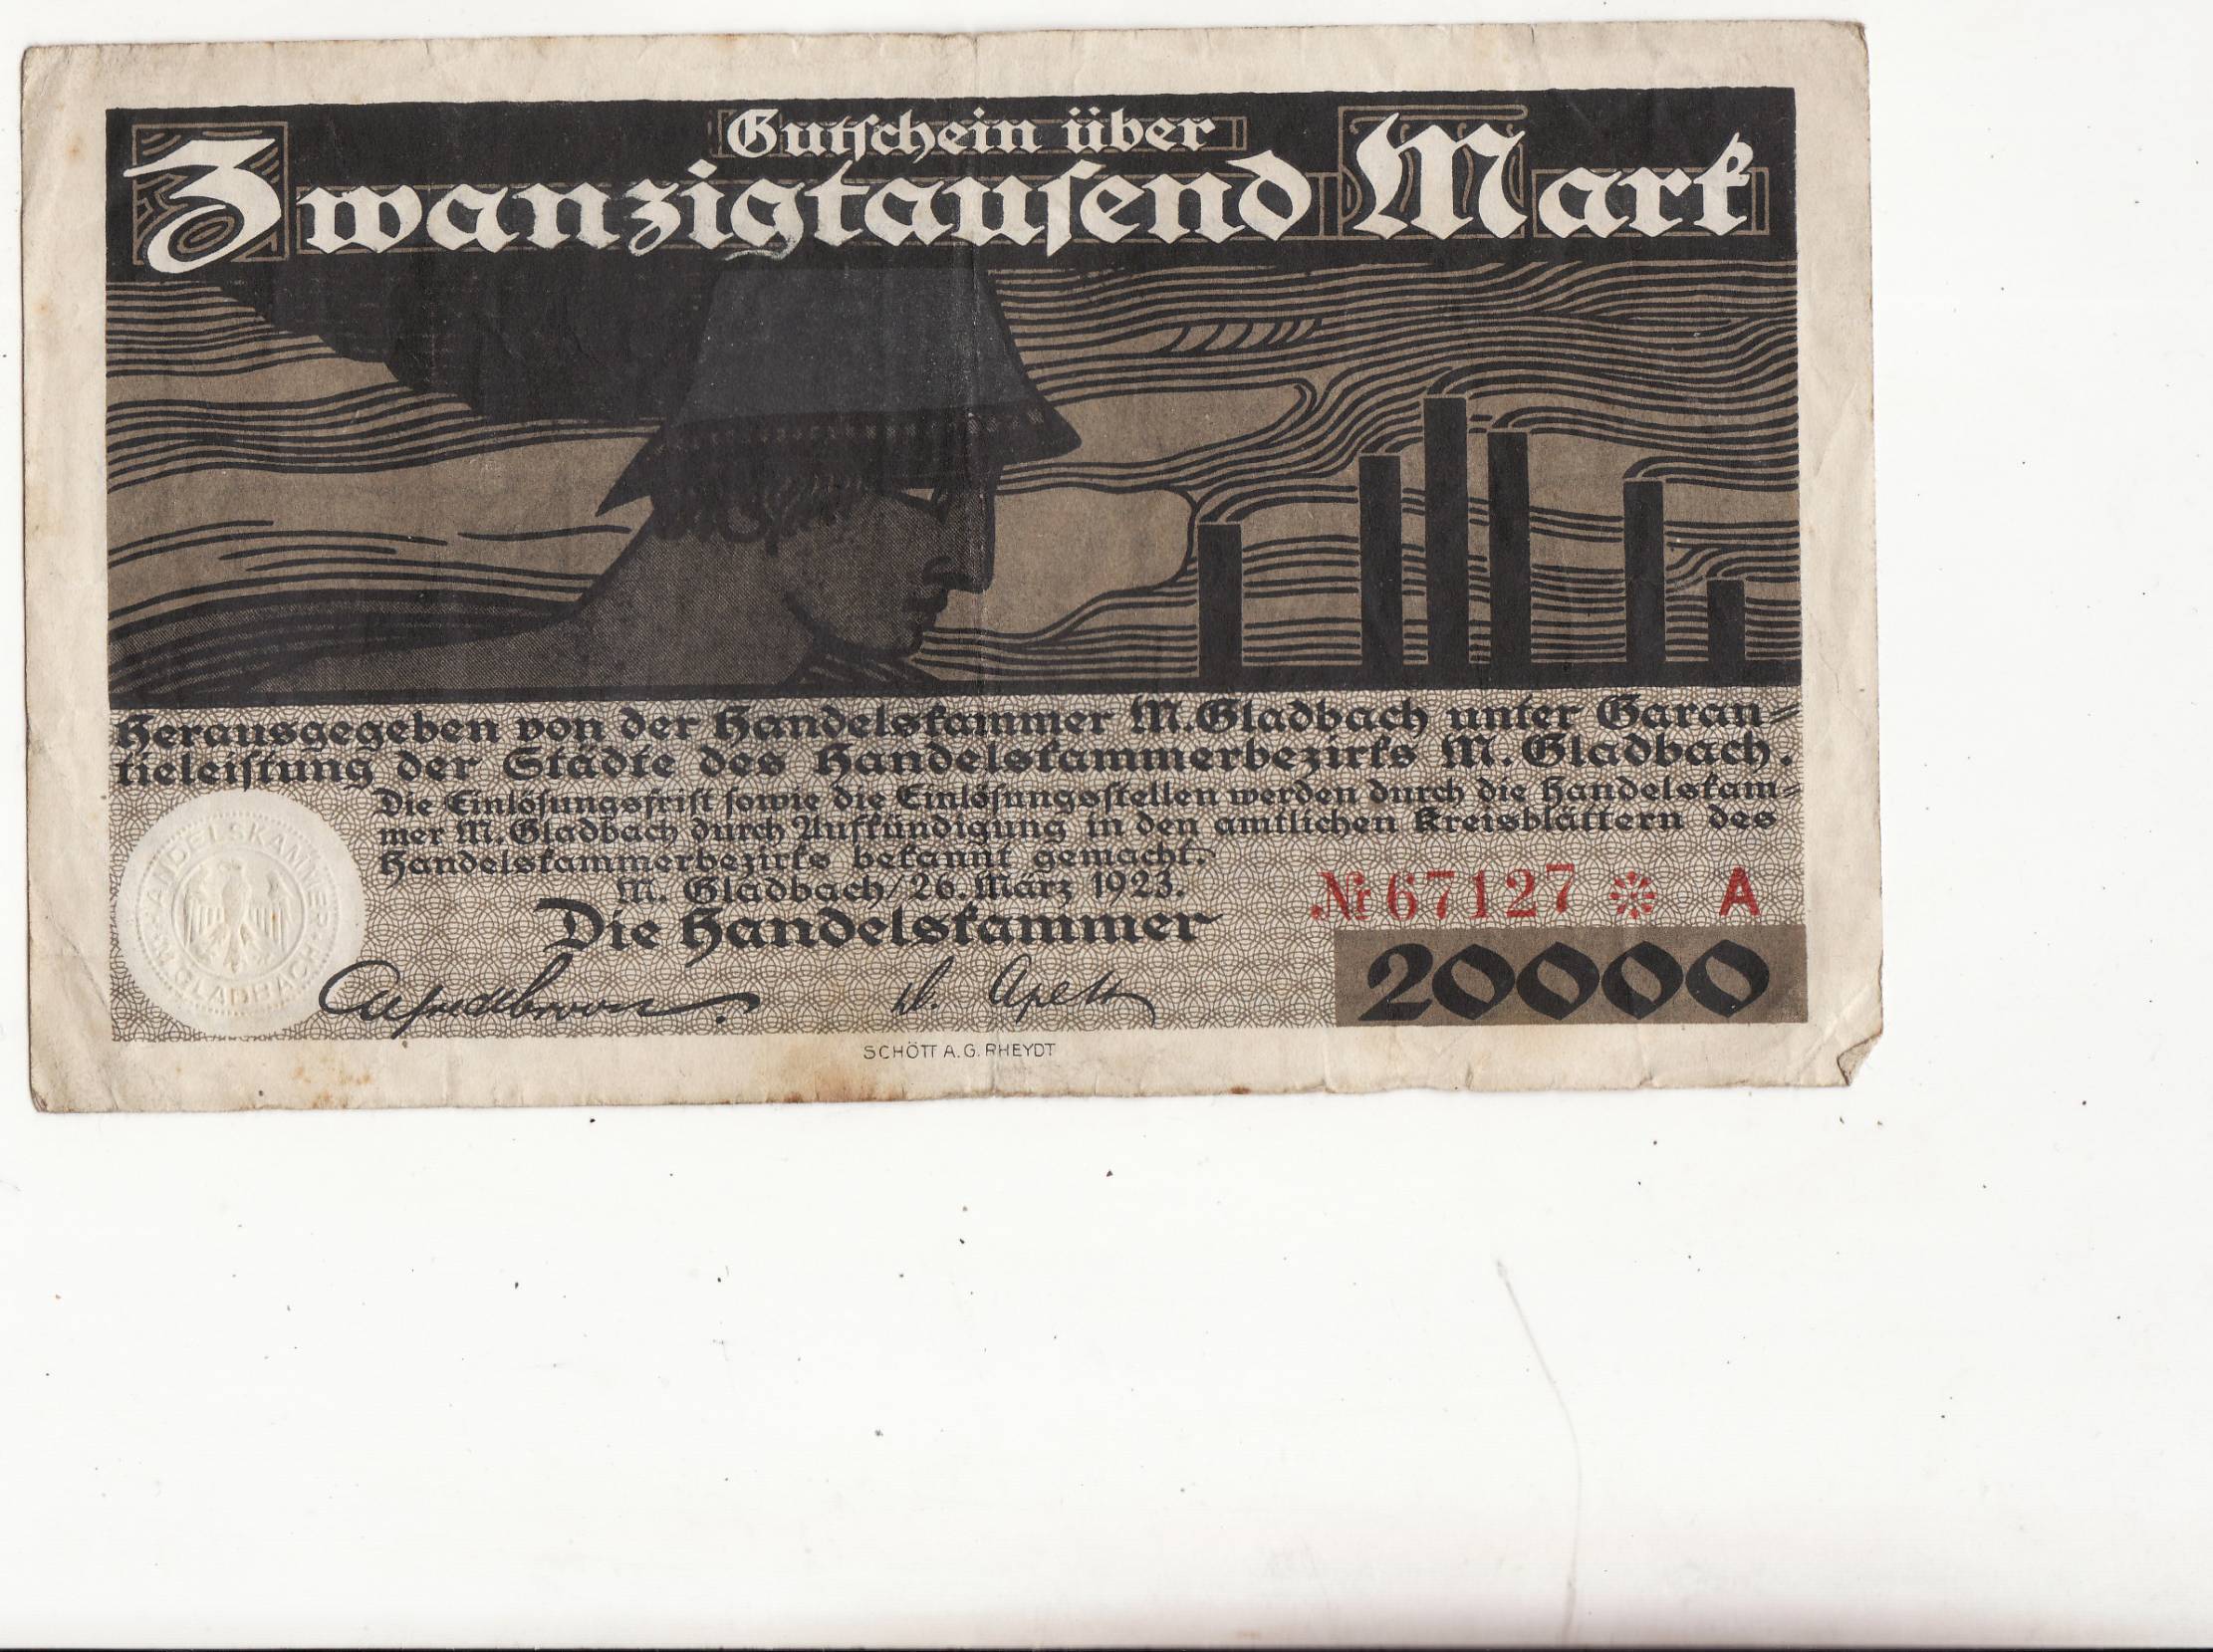 Gutschein über
Zwanzigtausend Mark
Herausgegeben von der Handelskammer M. Gladbach unter Garan-
tieleistung der Städte des Handelskammerbezirks M. Gladbach.
Die Einlösungsfrist sowie die Einlösungsstellen werden durch die Handelskam-
mer M. Gladbach durch Aufkündigung in den amtlichen Kreisblättern des
Handelskammerbezirks bekannt gemacht.
M. Gladbach/26. März 1923.
Die Handelskammer
HANDELSKAMMER M. GLADBACH
№ 67127 * A
20000
SCHÖTT A.G. RHEYDT